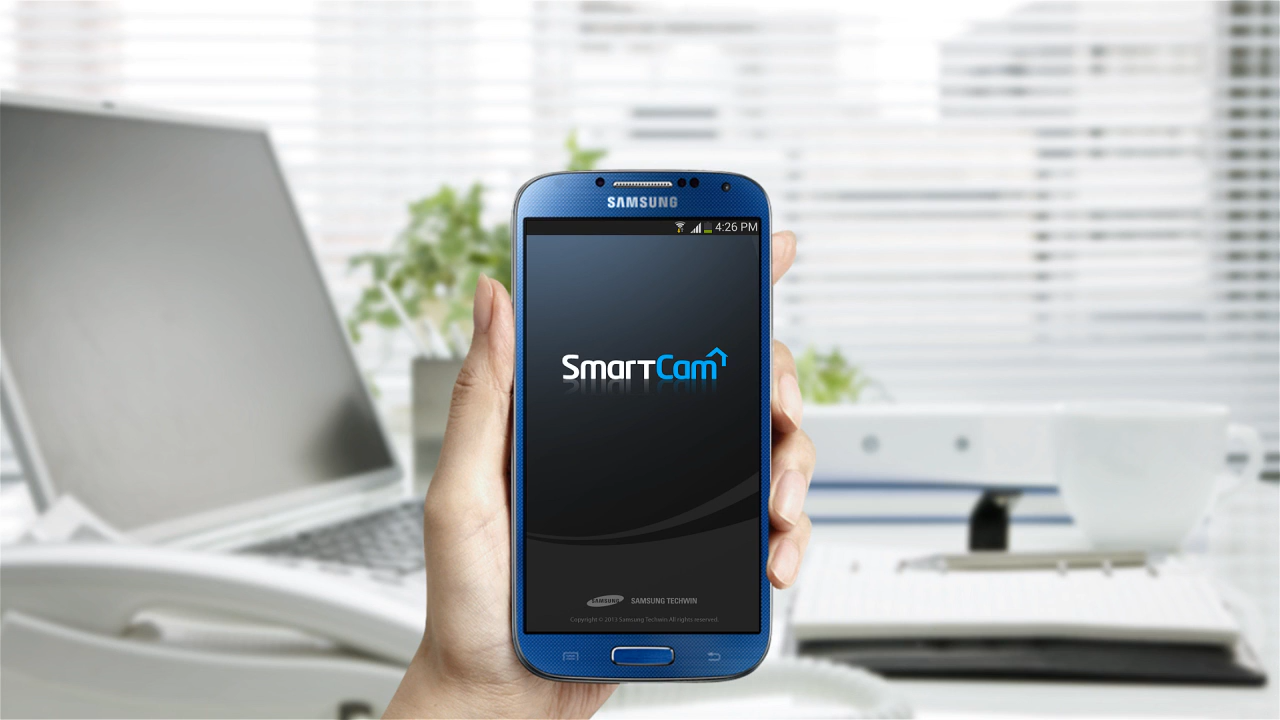 SAMSUNG
4:26 PM
SmartCam
SAMSUNG SAMSUNG TECHWIN
Copyright © 2013 Samsung Techwin All rights reserved.